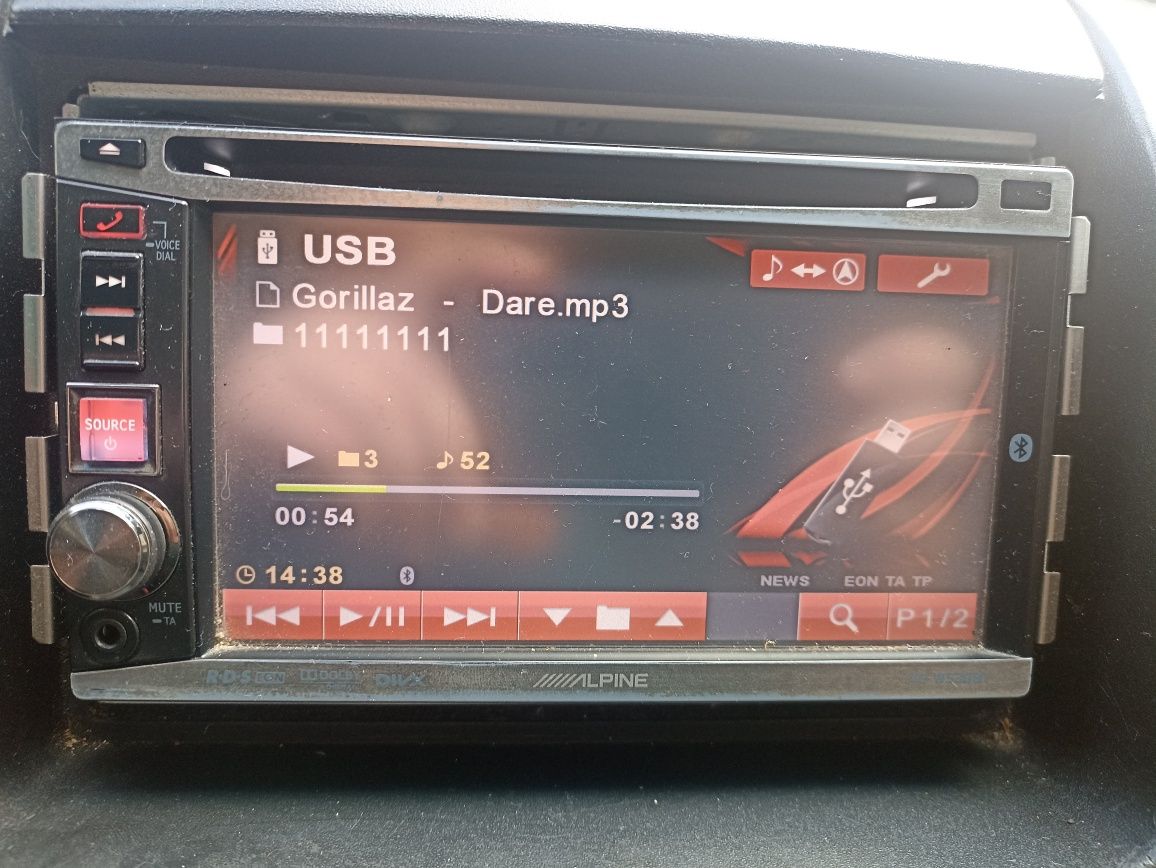 VOICE
DIAL
SOURCE
MUTE
TA
USB
Gorillaz - Dare.mp3
11111111
3 52
00:54 -02:38
14:38
NEWS EON TA TP
P1/2
R·D·S EON
ALPINE